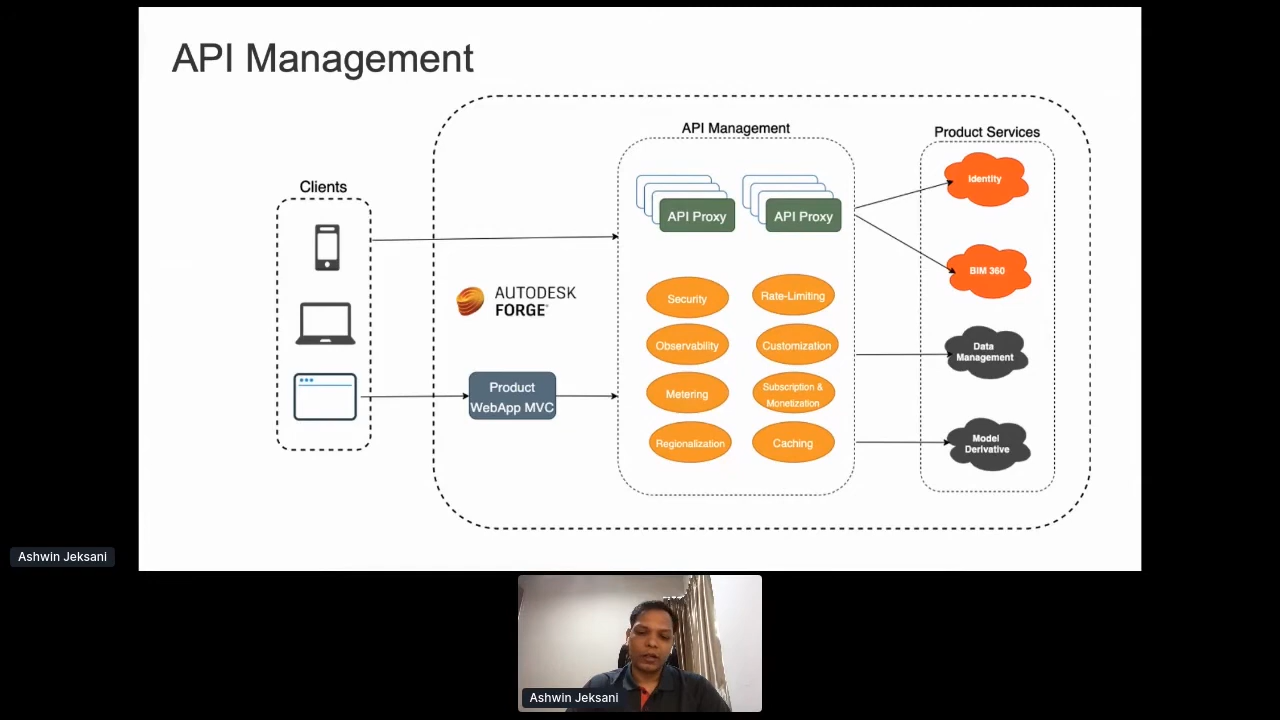 API Management
API Management
Product Services
Clients
Identity
API Proxy
API Proxy
BIM 360
AUTODESK
FORGE
Security
Rate-Limiting
Observability
Customization
Data
Management
Product
WebApp MVC
Metering
Subscription &
Monetization
Regionalization
Caching
Model
Derivative
Ashwin Jeksani
Ashwin Jeksani